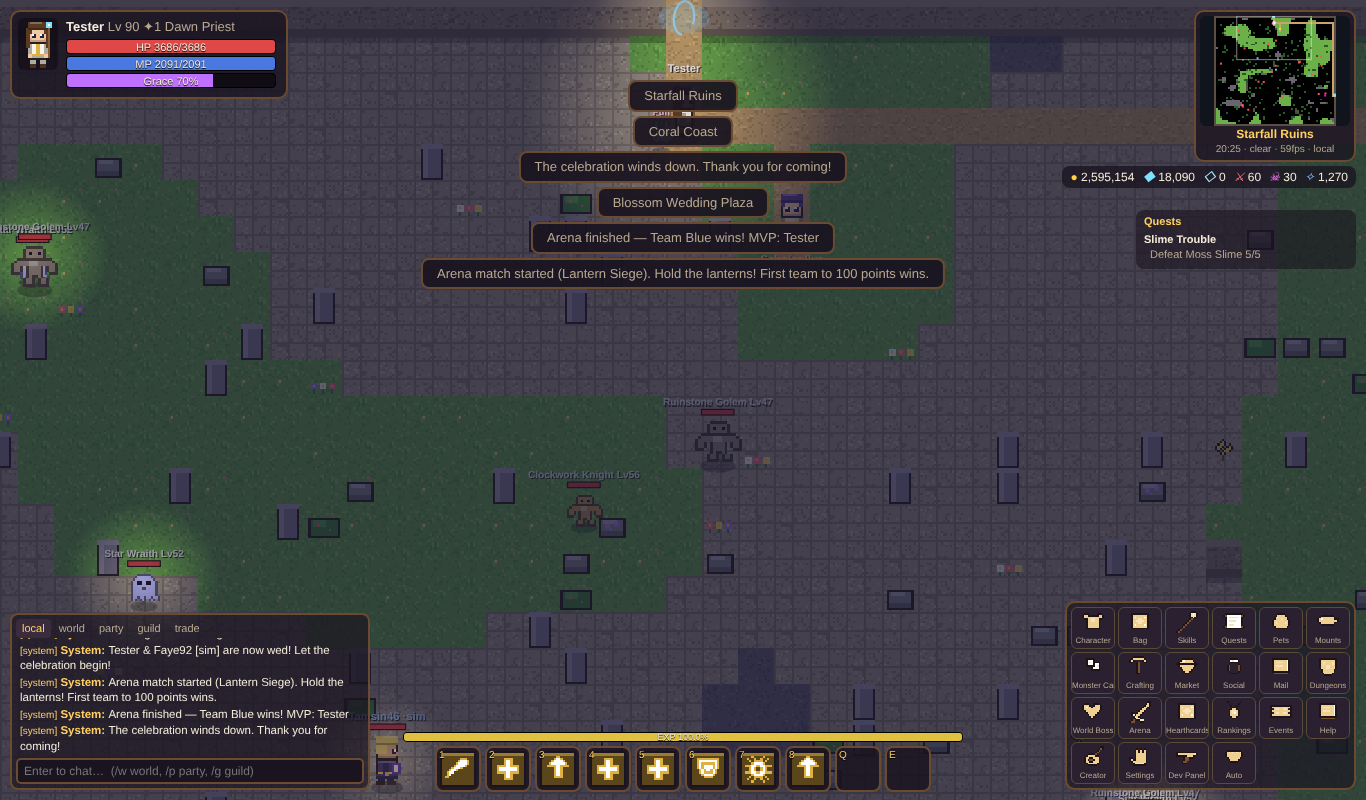 Tester Lv 90 ✦1 Dawn Priest
HP 3686/3686
MP 2091/2091
Grace 70%
Tester
Starfall Ruins
Coral Coast
The celebration winds down. Thank you for coming!
Blossom Wedding Plaza
Arena finished — Team Blue wins! MVP: Tester
Arena match started (Lantern Siege). Hold the lanterns! First team to 100 points wins.
Starfall Ruins
20:25 · clear · 59fps · local
2,595,154 18,090 0 60 30 1,270
Quests
Slime Trouble
Defeat Moss Slime 5/5
Ruinstone Golem Lv47
Clockwork Knight Lv56
Star Wraith Lv52
local world party guild trade
[system] System: Tester & Faye92 [sim] are now wed! Let the
celebration begin!
[system] System: Arena match started (Lantern Siege). Hold the
lanterns! First team to 100 points wins.
[system] System: Arena finished — Team Blue wins! MVP: Tester
[system] System: The celebration winds down. Thank you for
coming!
Enter to chat… (/w world, /p party, /g guild)
EXP 100.0%
1 2 3 4 5 6 7 8 Q E
Character Bag Skills Quests Pets Mounts
Monster Ca Crafting Market Social Mail Dungeons
World Boss Arena Hearthcards Rankings Events Help
Creator Settings Dev Panel Auto
Ruinstone Golem Lv47